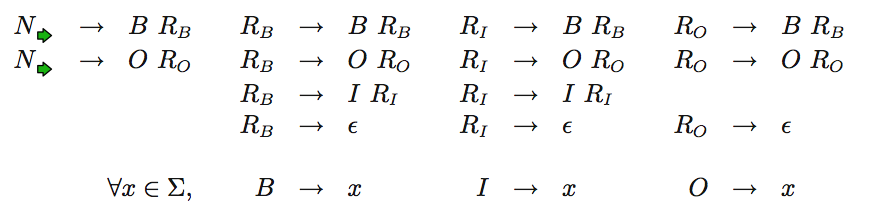 N → B R_B R_B → B R_B R_I → B R_B R_O → B R_B
N → O R_O R_B → O R_O R_I → O R_O R_O → O R_O
R_B → I R_I R_I → I R_I
R_B → ϵ R_I → ϵ R_O → ϵ
∀x ∈ Σ, B → x I → x O → x